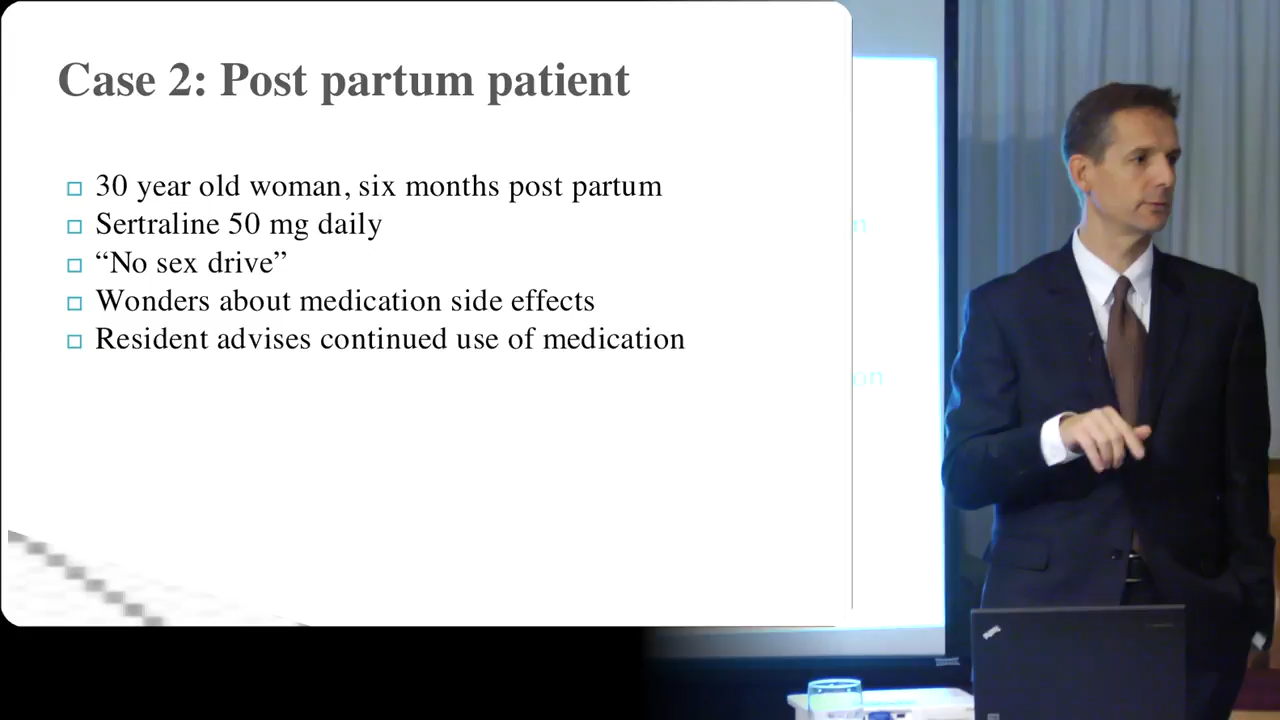 Case 2: Post partum patient
30 year old woman, six months post partum
Sertraline 50 mg daily
“No sex drive”
Wonders about medication side effects
Resident advises continued use of medication